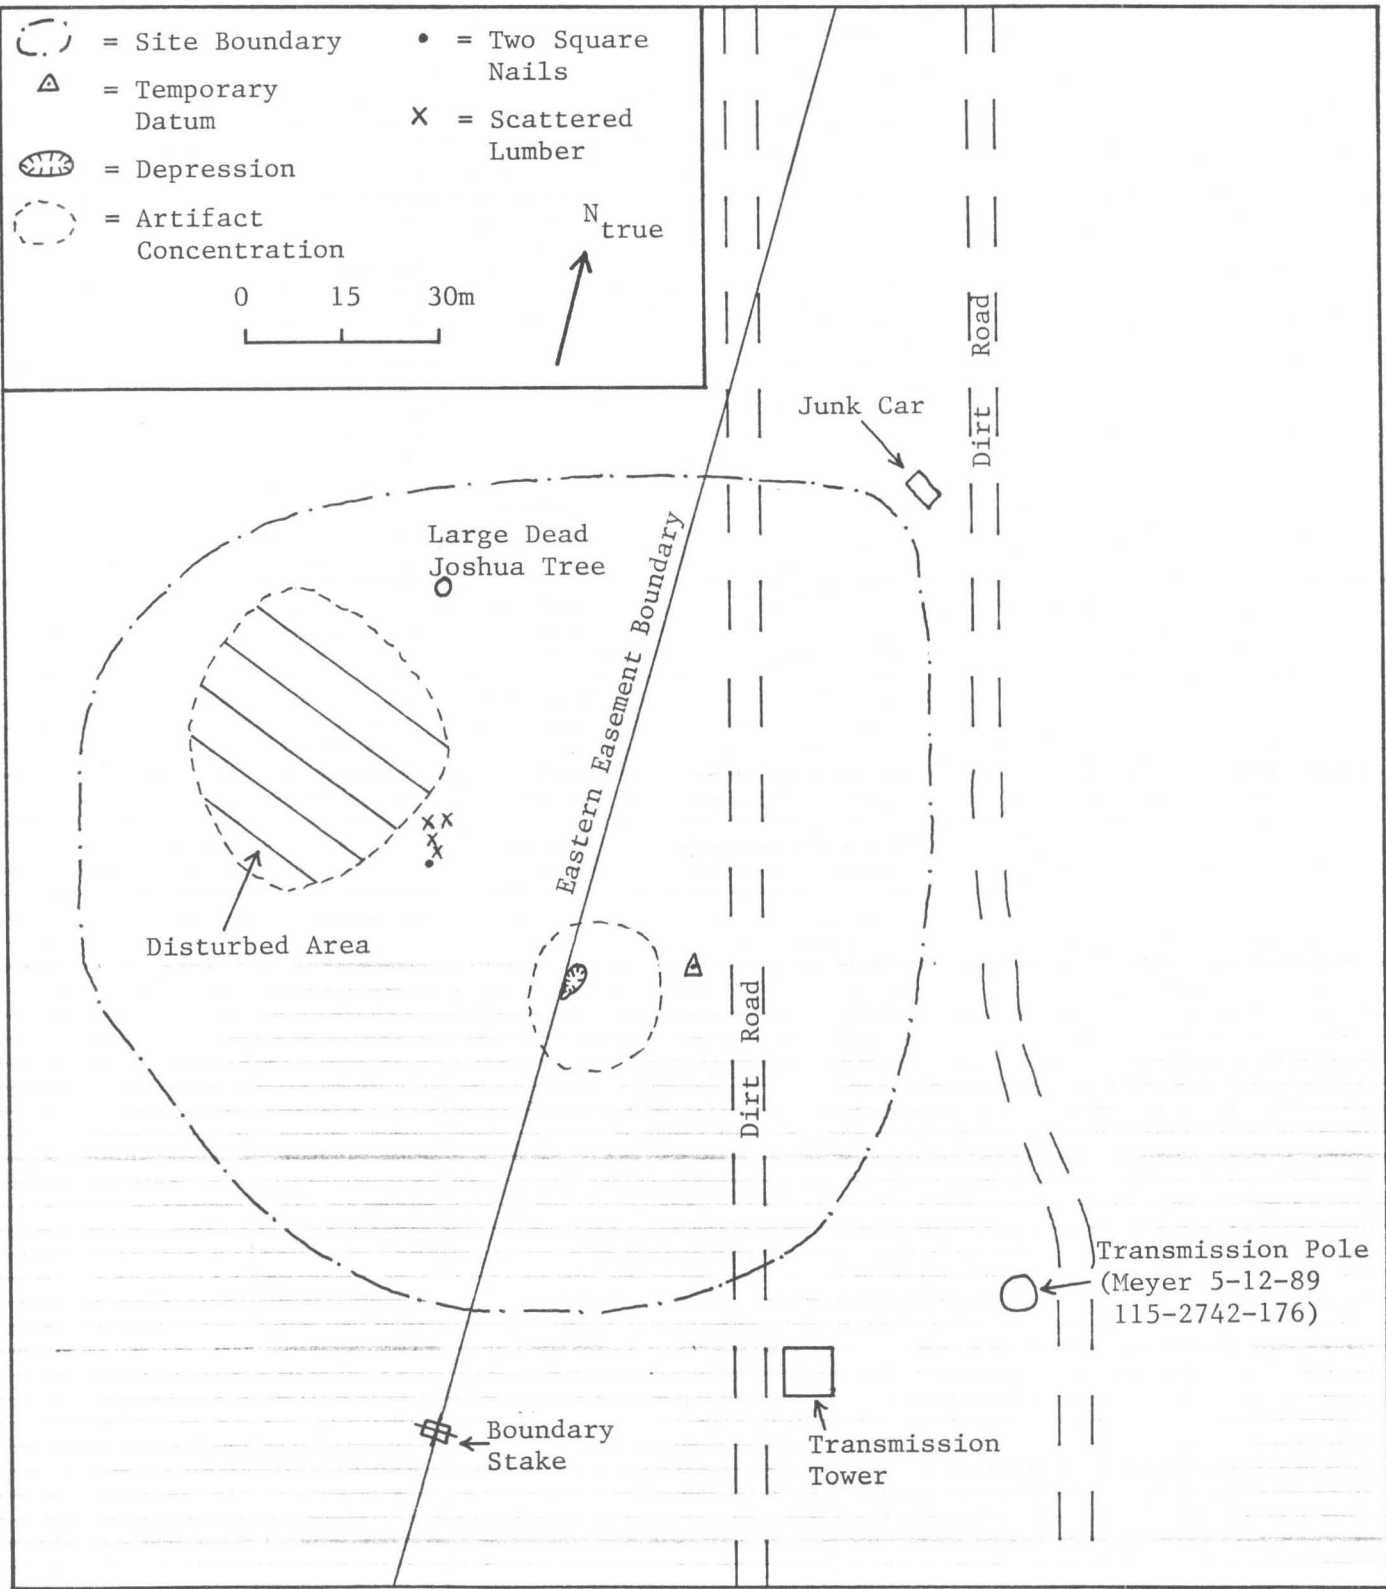 = Site Boundary
= Temporary
Datum
= Depression
= Artifact
Concentration
• = Two Square
Nails
X = Scattered
Lumber
N
true
0 15 30m
Junk Car
Dirt Road
Large Dead
Joshua Tree
Eastern Easement Boundary
X X
X
X
Disturbed Area
Dirt Road
Transmission Pole
(Meyer 5-12-89
115-2742-176)
Boundary
Stake
Transmission
Tower